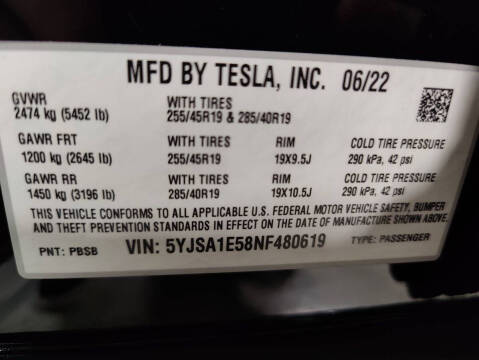 MFD BY TESLA, INC. 06/22
GVWR WITH TIRES
2474 kg (5452 lb) 255/45R19 & 285/40R19
GAWR FRT WITH TIRES RIM COLD TIRE PRESSURE
1200 kg (2645 lb) 255/45R19 19X9.5J 290 kPa, 42 psi
GAWR RR WITH TIRES RIM COLD TIRE PRESSURE
1450 kg (3196 lb) 285/40R19 19X10.5J 290 kPa, 42 psi
THIS VEHICLE CONFORMS TO ALL APPLICABLE U.S. FEDERAL MOTOR VEHICLE SAFETY, BUMPER
AND THEFT PREVENTION STANDARDS IN EFFECT ON THE DATE OF MANUFACTURE SHOWN ABOVE.
PNT: PBSB VIN: 5YJSA1E58NF480619 TYPE: PASSENGER